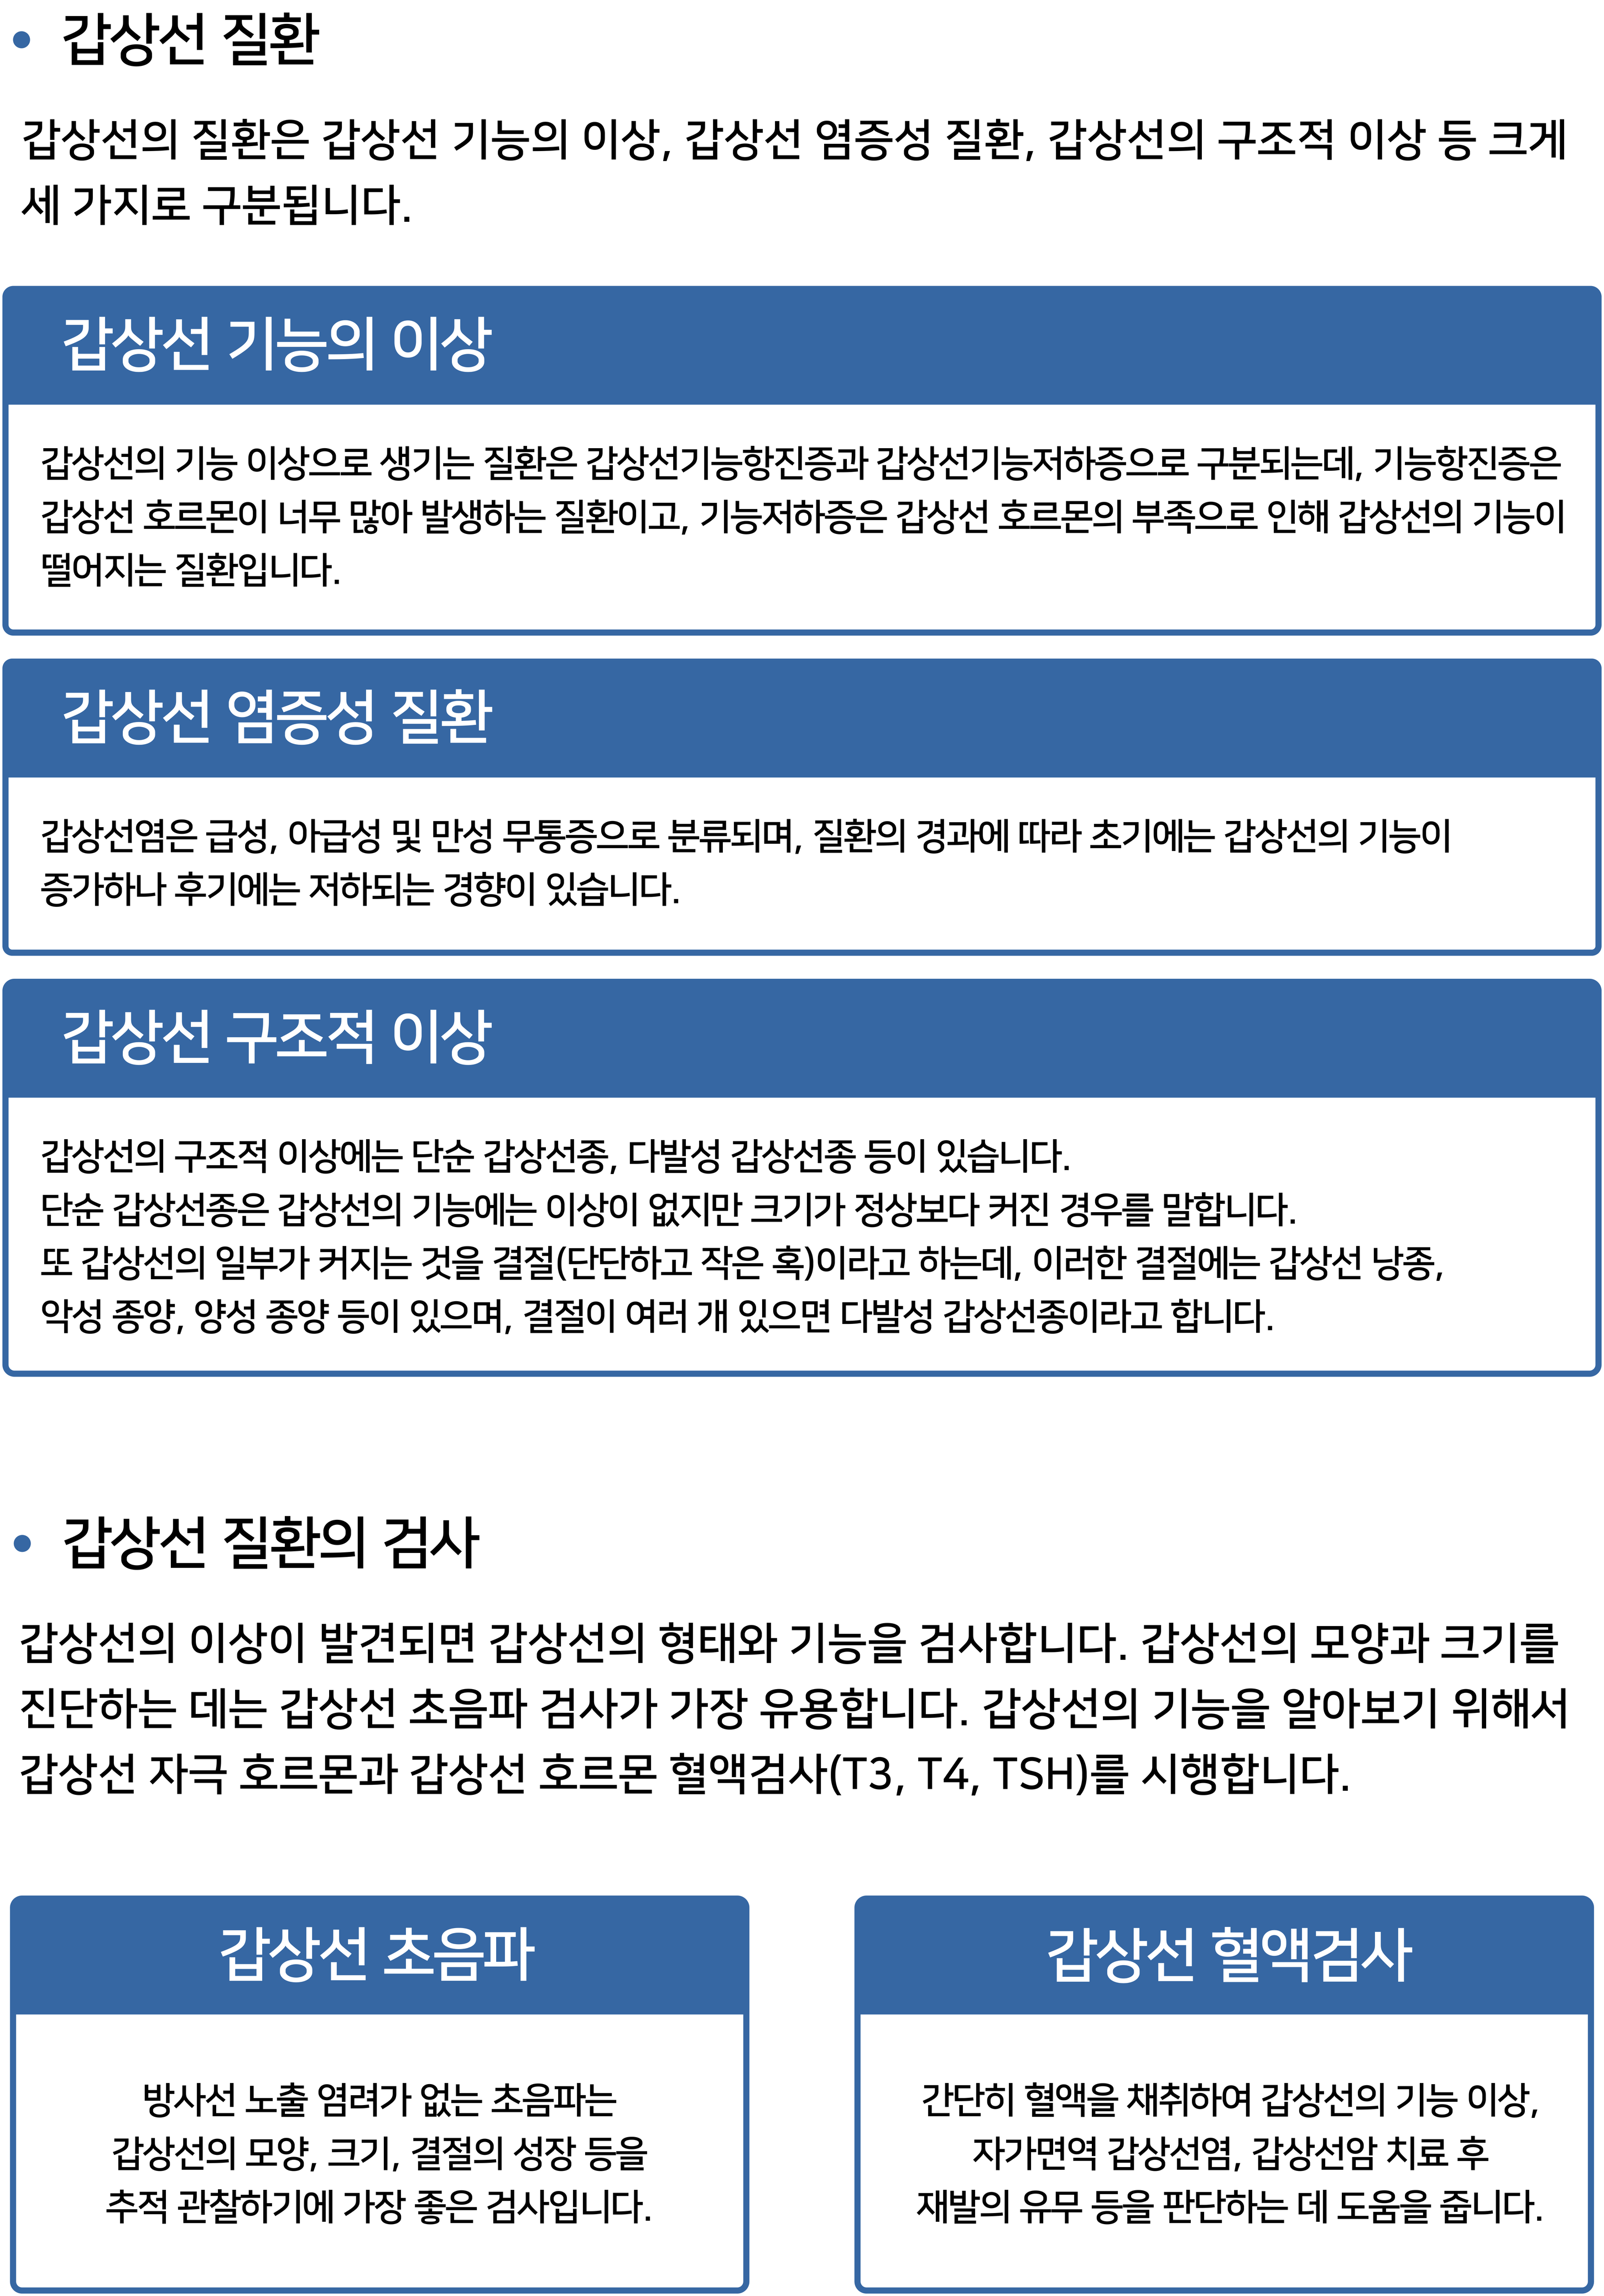 • 갑상선 질환
갑상선의 질환은 갑상선 기능의 이상, 갑상선 염증성 질환, 갑상선의 구조적 이상 등 크게
세 가지로 구분됩니다.
갑상선 기능의 이상
갑상선의 기능 이상으로 생기는 질환은 갑상선기능항진증과 갑상선기능저하증으로 구분되는데, 기능항진증은
갑상선 호르몬이 너무 많아 발생하는 질환이고, 기능저하증은 갑상선 호르몬의 부족으로 인해 갑상선의 기능이
떨어지는 질환입니다.
갑상선 염증성 질환
갑상선염은 급성, 아급성 및 만성 무통증으로 분류되며, 질환의 경과에 따라 초기에는 갑상선의 기능이
증가하나 후기에는 저하되는 경향이 있습니다.
갑상선 구조적 이상
갑상선의 구조적 이상에는 단순 갑상선종, 다발성 갑상선종 등이 있습니다.
단순 갑상선종은 갑상선의 기능에는 이상이 없지만 크기가 정상보다 커진 경우를 말합니다.
또 갑상선의 일부가 커지는 것을 결절(단단하고 작은 혹)이라고 하는데, 이러한 결절에는 갑상선 낭종,
악성 종양, 양성 종양 등이 있으며, 결절이 여러 개 있으면 다발성 갑상선종이라고 합니다.
• 갑상선 질환의 검사
갑상선의 이상이 발견되면 갑상선의 형태와 기능을 검사합니다. 갑상선의 모양과 크기를
진단하는 데는 갑상선 초음파 검사가 가장 유용합니다. 갑상선의 기능을 알아보기 위해서
갑상선 자극 호르몬과 갑상선 호르몬 혈액검사(T3, T4, TSH)를 시행합니다.
갑상선 초음파
방사선 노출 염려가 없는 초음파는
갑상선의 모양, 크기, 결절의 성장 등을
추적 관찰하기에 가장 좋은 검사입니다.
갑상선 혈액검사
간단히 혈액을 채취하여 갑상선의 기능 이상,
자가면역 갑상선염, 갑상선암 치료 후
재발의 유무 등을 판단하는 데 도움을 줍니다.